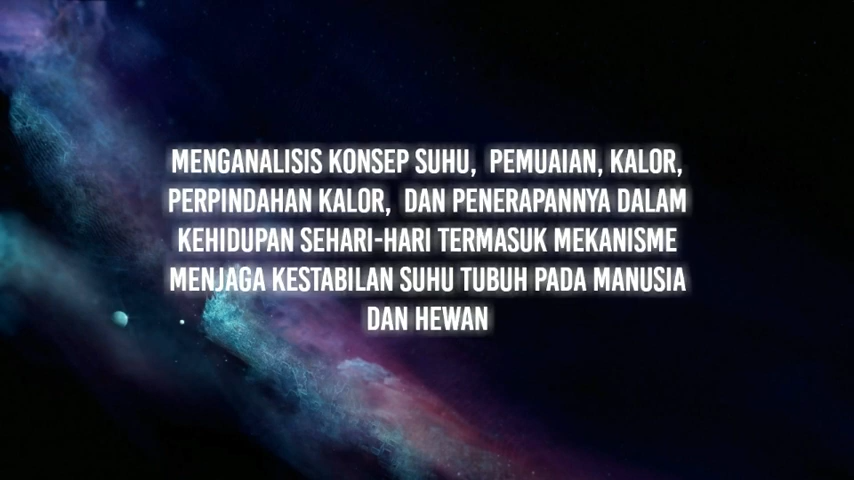 MENGANALISIS KONSEP SUHU, PEMUAIAN, KALOR,
PERPINDAHAN KALOR, DAN PENERAPANNYA DALAM
KEHIDUPAN SEHARI-HARI TERMASUK MEKANISME
MENJAGA KESTABILAN SUHU TUBUH PADA MANUSIA
DAN HEWAN